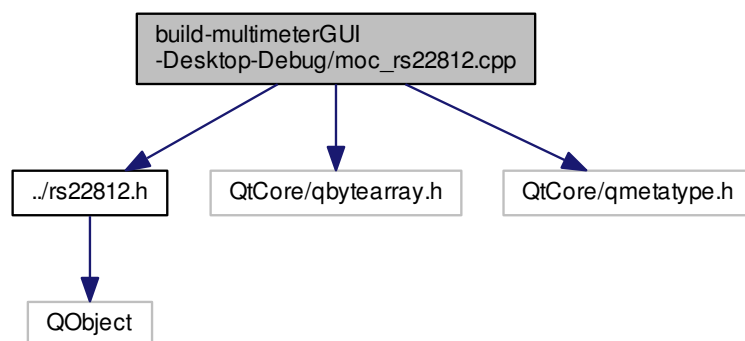 build-multimeterGUI
-Desktop-Debug/moc_rs22812.cpp
../rs22812.h
QtCore/qbytearray.h
QtCore/qmetatype.h
QObject